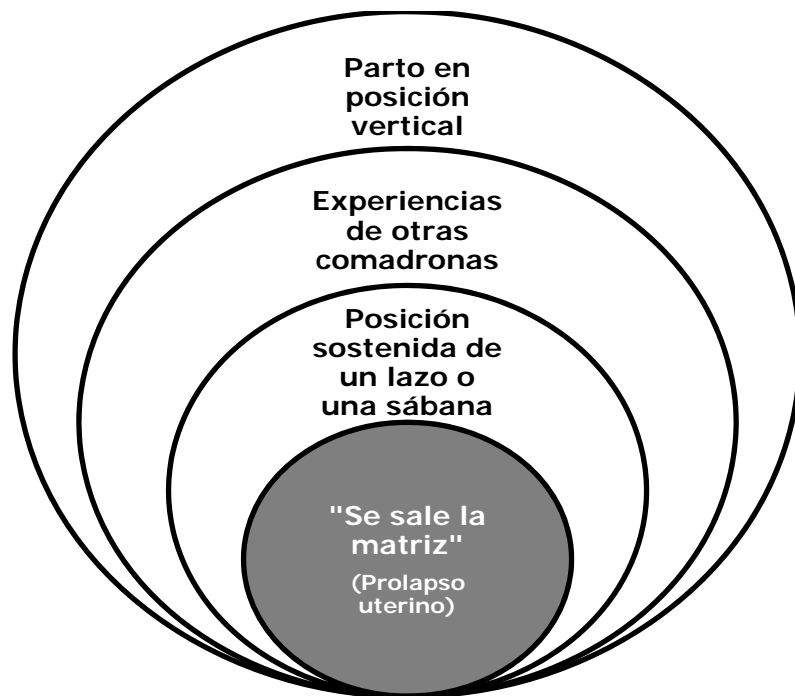 Parto en
posición
vertical
Experiencias
de otras
comadronas
Posición
sostenida de
un lazo o
una sábana
"Se sale la
matriz"
(Prolapso
uterino)